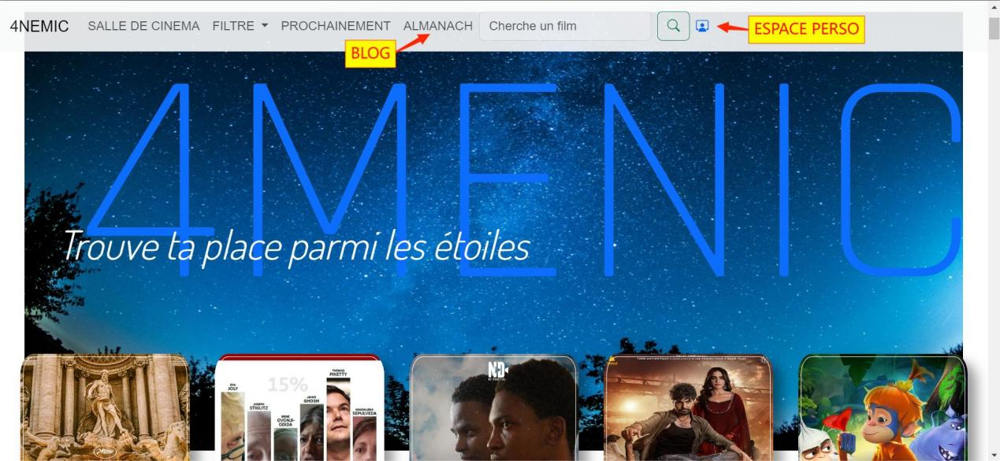 4NEMIC SALLE DE CINEMA FILTRE PROCHAINEMENT ALMANACH Cherche un film ESPACE PERSO
BLOG
4MENIC
Trouve ta place parmi les étoiles
15%
EVA
JOLY
JOSEPH
STIGLITZ
IRENE
OVONJI-
ODIDA
JAYATI
GHOSH
THOMAS
PIKETTY
MAGDALENA
SEPULVEDA
ND